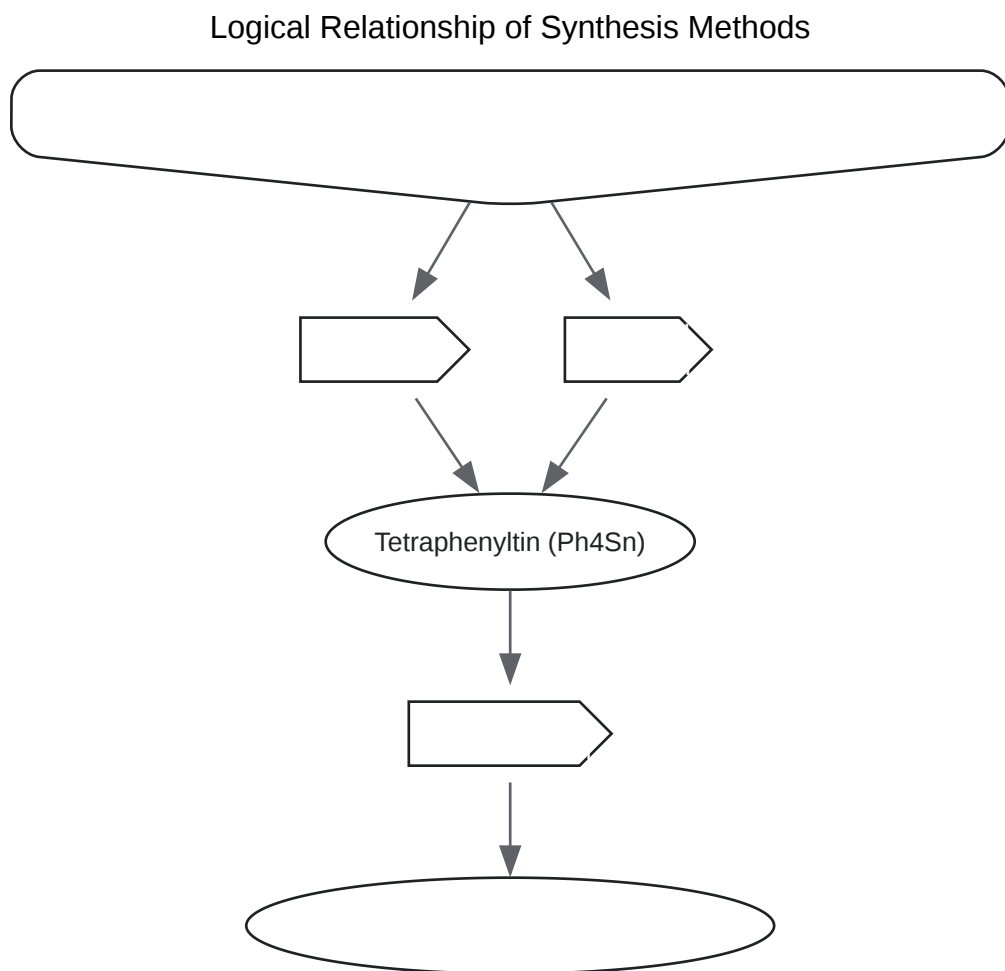 Logical Relationship of Synthesis Methods
Tetraphenyltin (Ph4Sn)